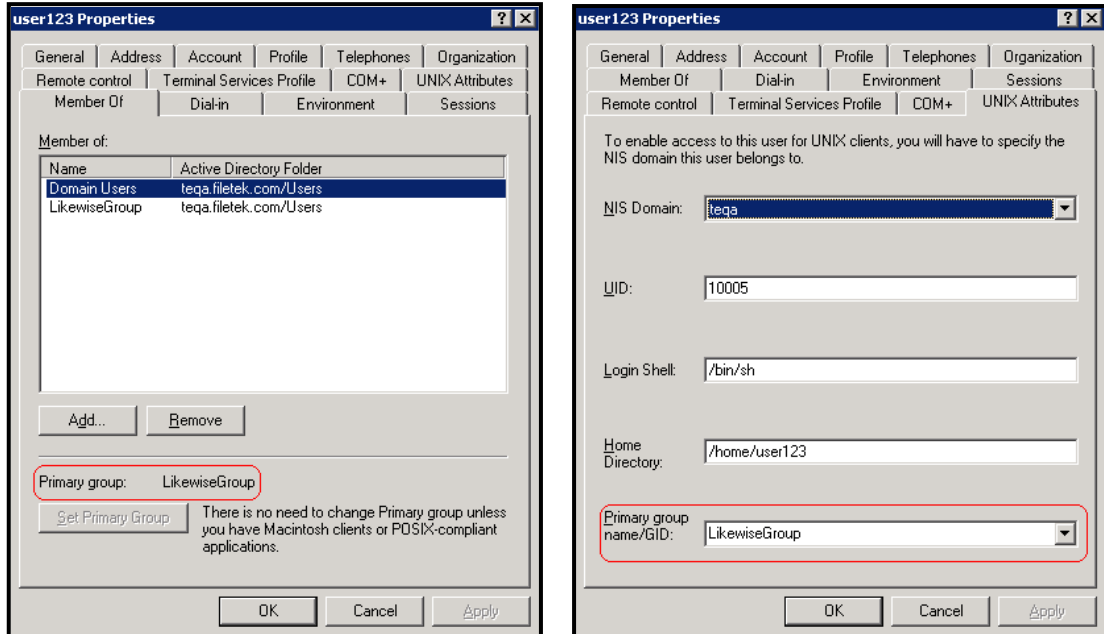 user123 Properties
General Address Account Profile Telephones Organization
Remote control Terminal Services Profile COM+ UNIX Attributes
Member Of Dial-in Environment Sessions
Member of:
Name Active Directory Folder
Domain Users teqa.filetek.com/Users
LikewiseGroup teqa.filetek.com/Users
Add... Remove
Primary group: LikewiseGroup
Set Primary Group
There is no need to change Primary group unless
you have Macintosh clients or POSIX-compliant
applications.
OK Cancel Apply
user123 Properties
General Address Account Profile Telephones Organization
Member Of Dial-in Environment Sessions
Remote control Terminal Services Profile COM+ UNIX Attributes
To enable access to this user for UNIX clients, you will have to specify the
NIS domain this user belongs to.
NIS Domain: teqa
UID: 10005
Login Shell: /bin/sh
Home
Directory: /home/user123
Primary group
name/GID: LikewiseGroup
OK Cancel Apply